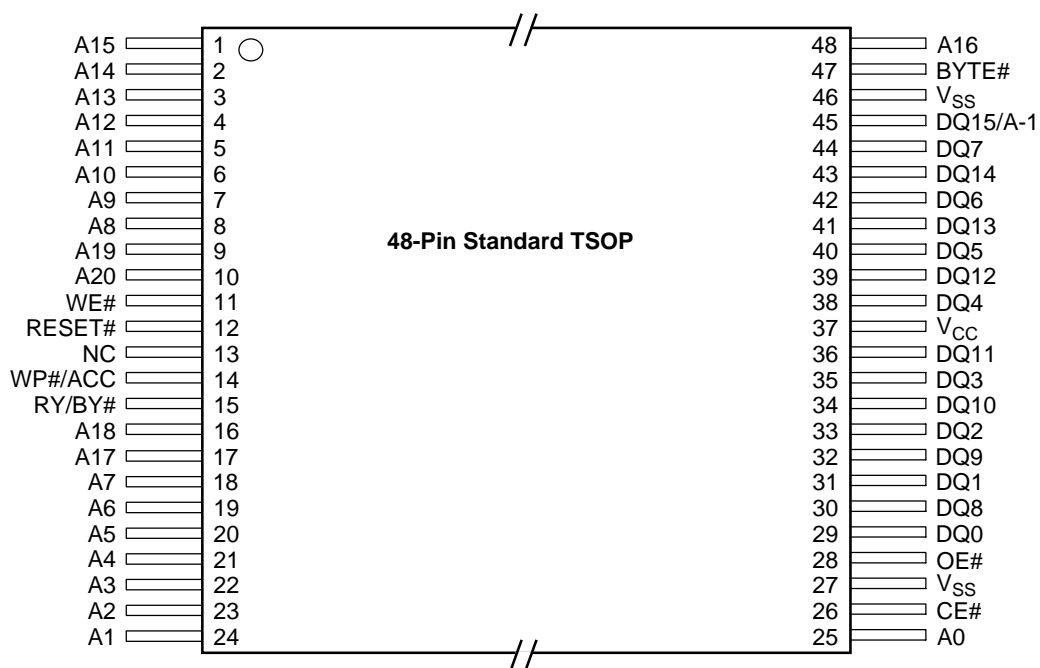 A15 1 48 A16
A14 2 47 BYTE#
A13 3 46 VSS
A12 4 45 DQ15/A-1
A11 5 44 DQ7
A10 6 43 DQ14
A9 7 42 DQ6
A8 8 41 DQ13
48-Pin Standard TSOP
A19 9 40 DQ5
A20 10 39 DQ12
WE# 11 38 DQ4
RESET# 12 37 VCC
NC 13 36 DQ11
WP#/ACC 14 35 DQ3
RY/BY# 15 34 DQ10
A18 16 33 DQ2
A17 17 32 DQ9
A7 18 31 DQ1
A6 19 30 DQ8
A5 20 29 DQ0
A4 21 28 OE#
A3 22 27 VSS
A2 23 26 CE#
A1 24 25 A0